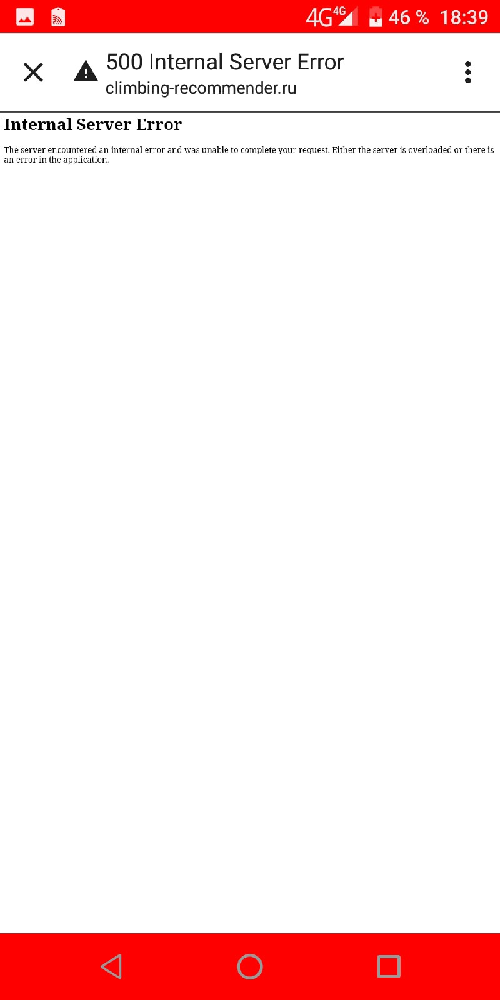 4G 4G 46 % 18:39
500 Internal Server Error
climbing-recommender.ru
Internal Server Error
The server encountered an internal error and was unable to complete your request. Either the server is overloaded or there is
an error in the application.